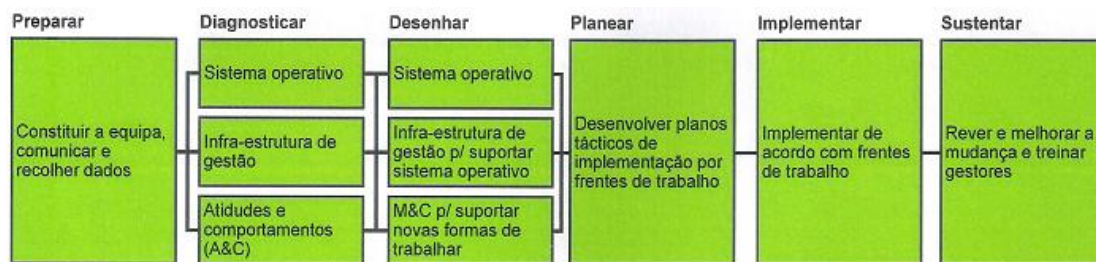 Preparar
Diagnosticar
Desenhar
Planear
Implementar
Sustentar
Constituir a equipa,
comunicar e
recolher dados
Sistema operativo
Infra-estrutura de
gestão
Atidudes e
comportamentos
(A&C)
Sistema operativo
Infra-estrutura de
gestão p/ suportar
sistema operativo
M&C p/ suportar
novas formas de
trabalhar
Desenvolver planos
tácticos de
implementação por
frentes de trabalho
Implementar de
acordo com frentes
de trabalho
Rever e melhorar a
mudança e treinar
gestores